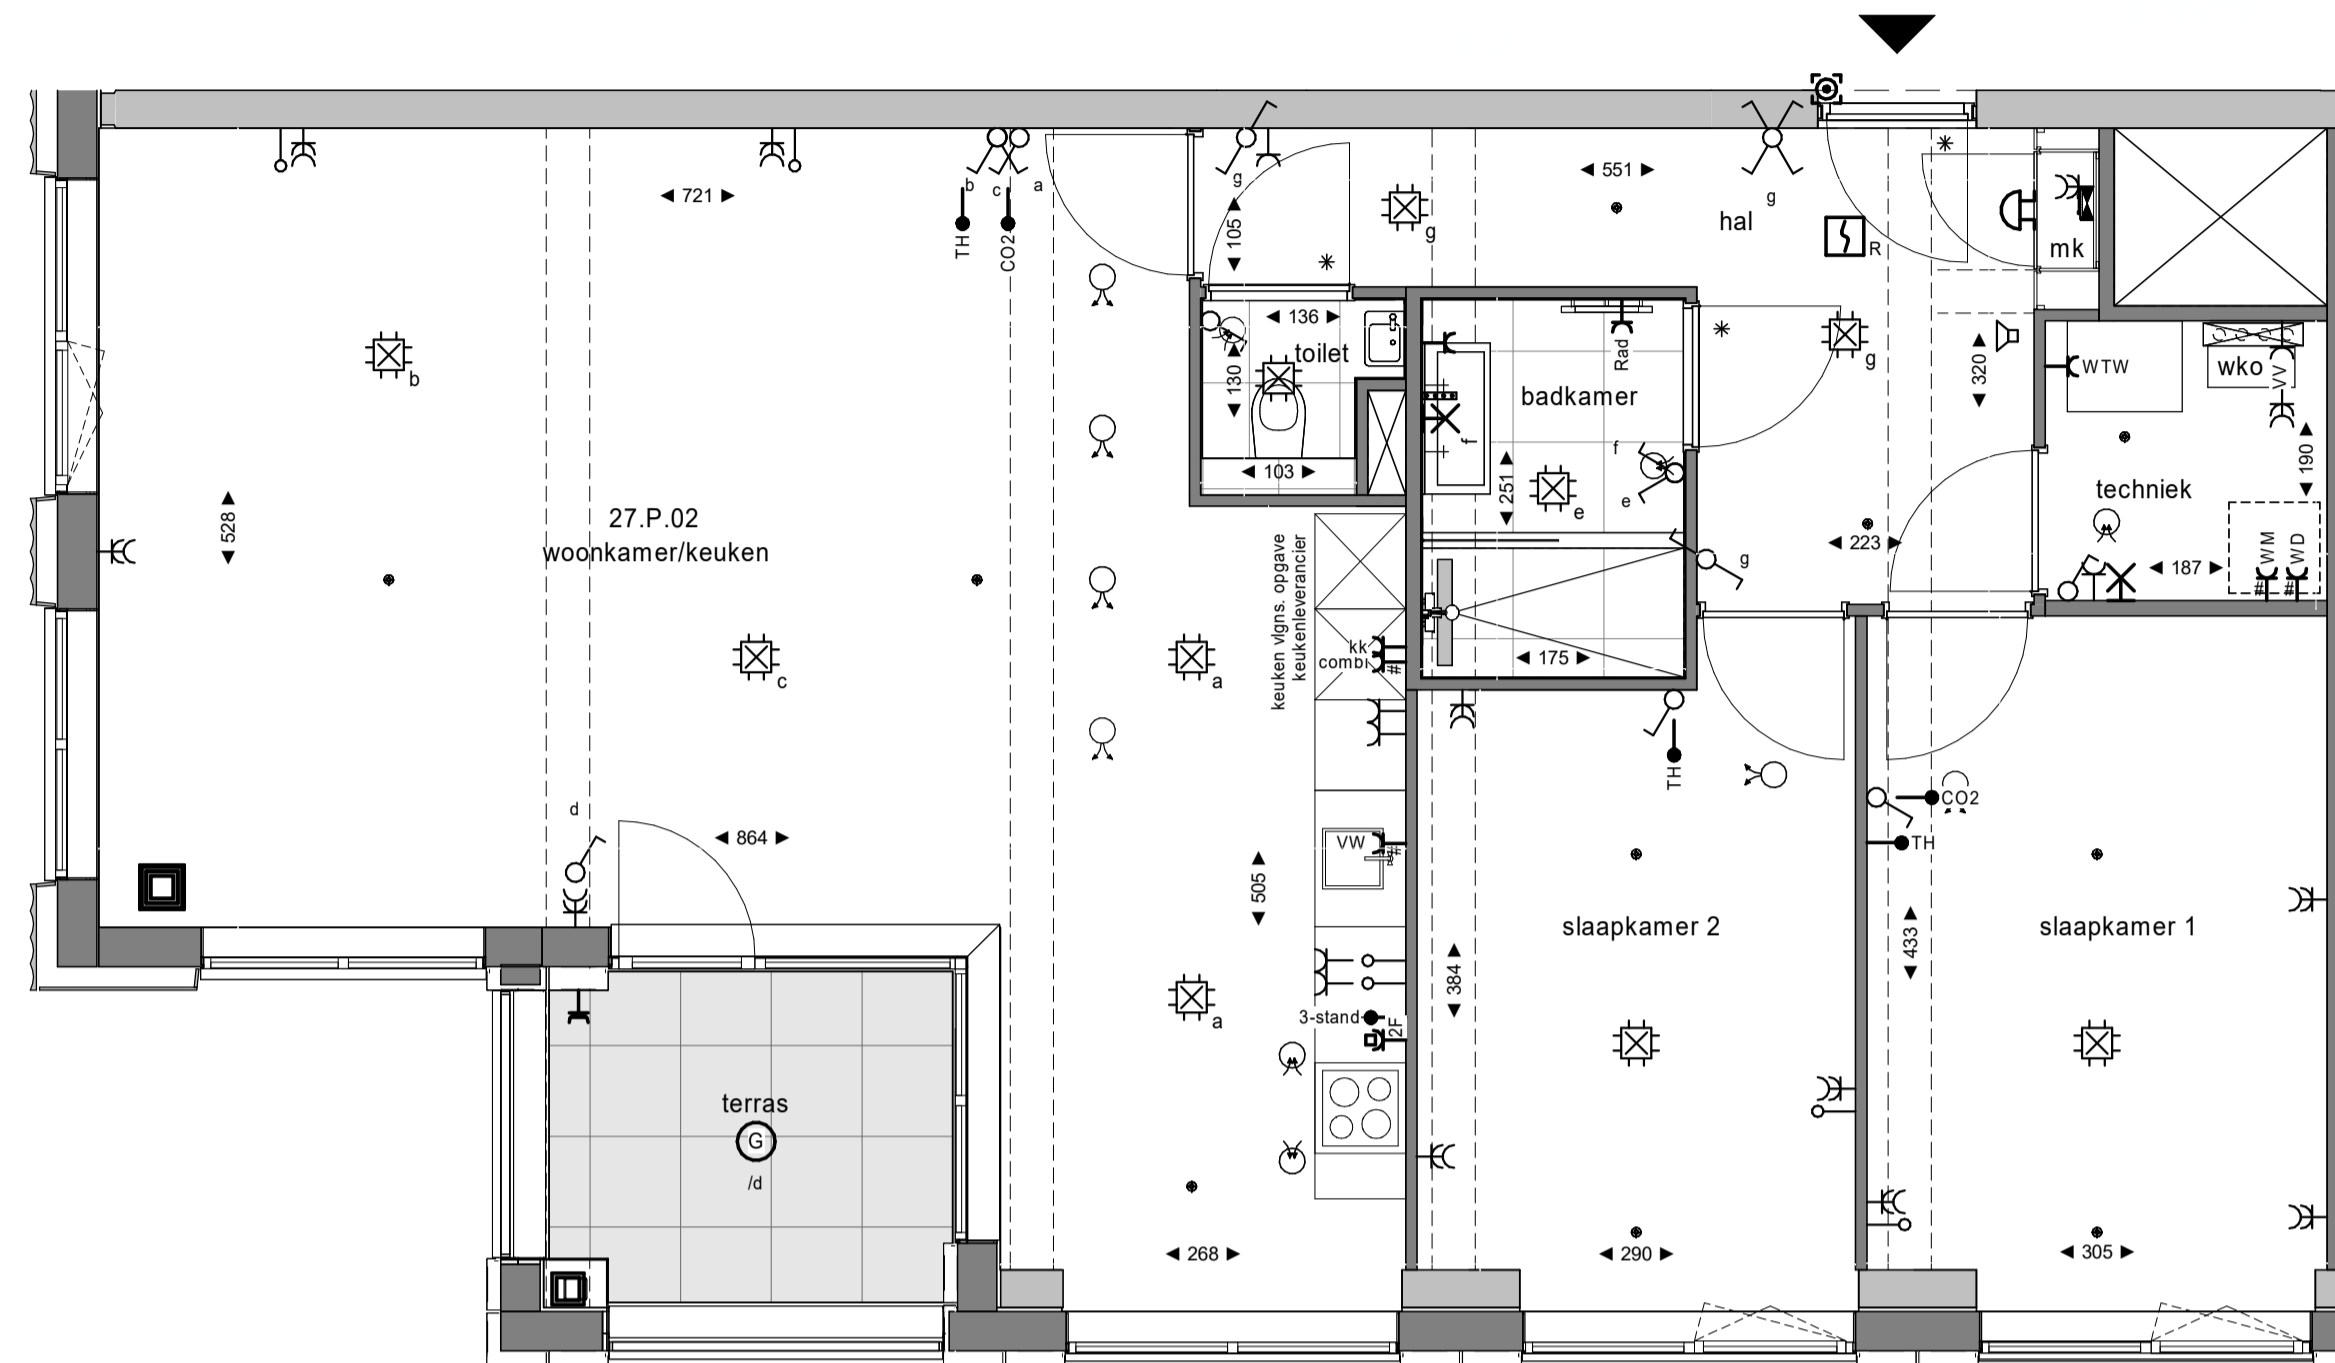 b
c
a
g
721
551
g
hal
R
mk
TH
CO2
105
g
b
136
toilet
130
103
Rad
badkamer
f
f
e
e
251
g
320
WTW
wko
VV
190
techniek
WM
WD
#
#
187
223
g
528
27.P.02
woonkamer/keuken
c
a
keuken vlgns. opgave
keukenleverancier
kk
combi
#
175
TH
CO2
TH
d
864
505
VW
#
384
slaapkamer 2
433
slaapkamer 1
3-stand
2F
a
terras
G
/d
268
290
305